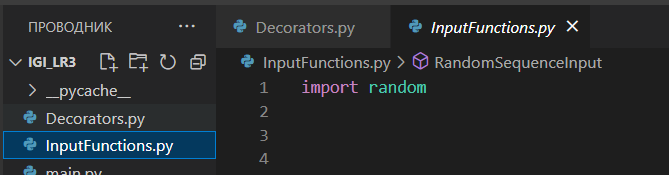 ПРОВОДНИК
IGI_LR3
__pycache__
Decorators.py
InputFunctions.py
main.py
Decorators.py InputFunctions.py
InputFunctions.py > RandomSequenceInput
1 import random
2
3
4